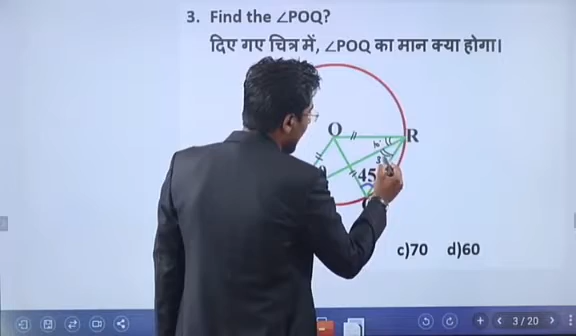 3. Find the ∠POQ?
दिए गए चित्र में, ∠POQ का मान क्या होगा।
O
R
45
c)70 d)60
3 / 20